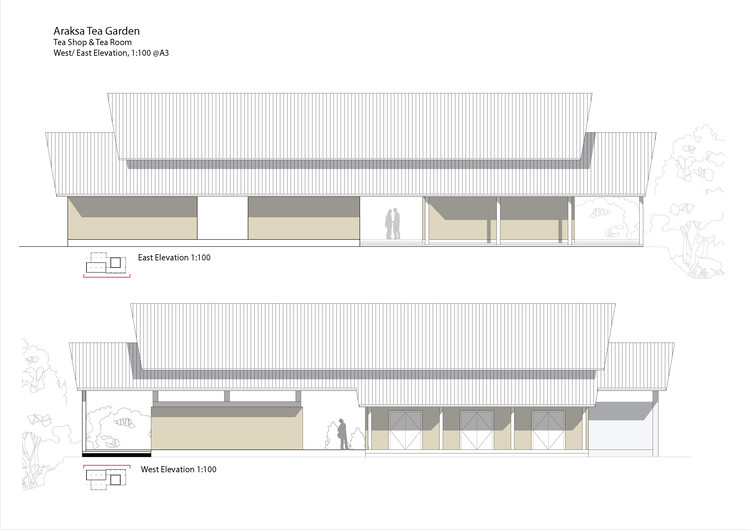 Araksa Tea Garden
Tea Shop & Tea Room
West/ East Elevation, 1:100 @A3
East Elevation 1:100
West Elevation 1:100